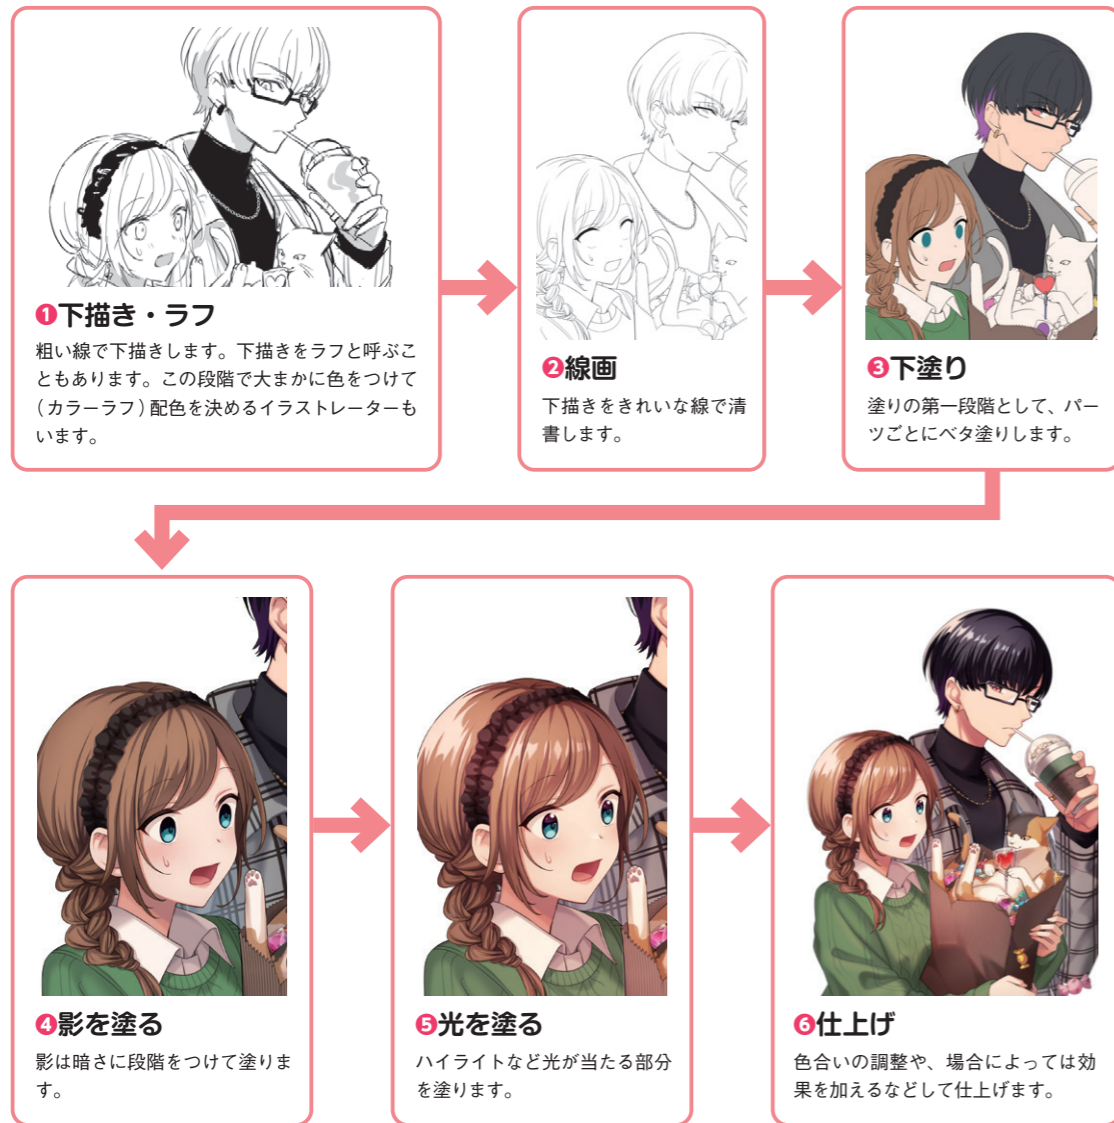 ❶下描き・ラフ
粗い線で下描きします。下描きをラフと呼ぶこ
ともあります。この段階で大まかに色をつけて
(カラーラフ)配色を決めるイラストレーターも
います。
❷線画
下描きをきれいな線で清
書します。
❸下塗り
塗りの第一段階として、パー
ツごとにベタ塗りします。
❹影を塗る
影は暗さに段階をつけて塗りま
す。
❺光を塗る
ハイライトなど光が当たる部分
を塗ります。
❻仕上げ
色合いの調整や、場合によっては効
果を加えるなどして仕上げます。